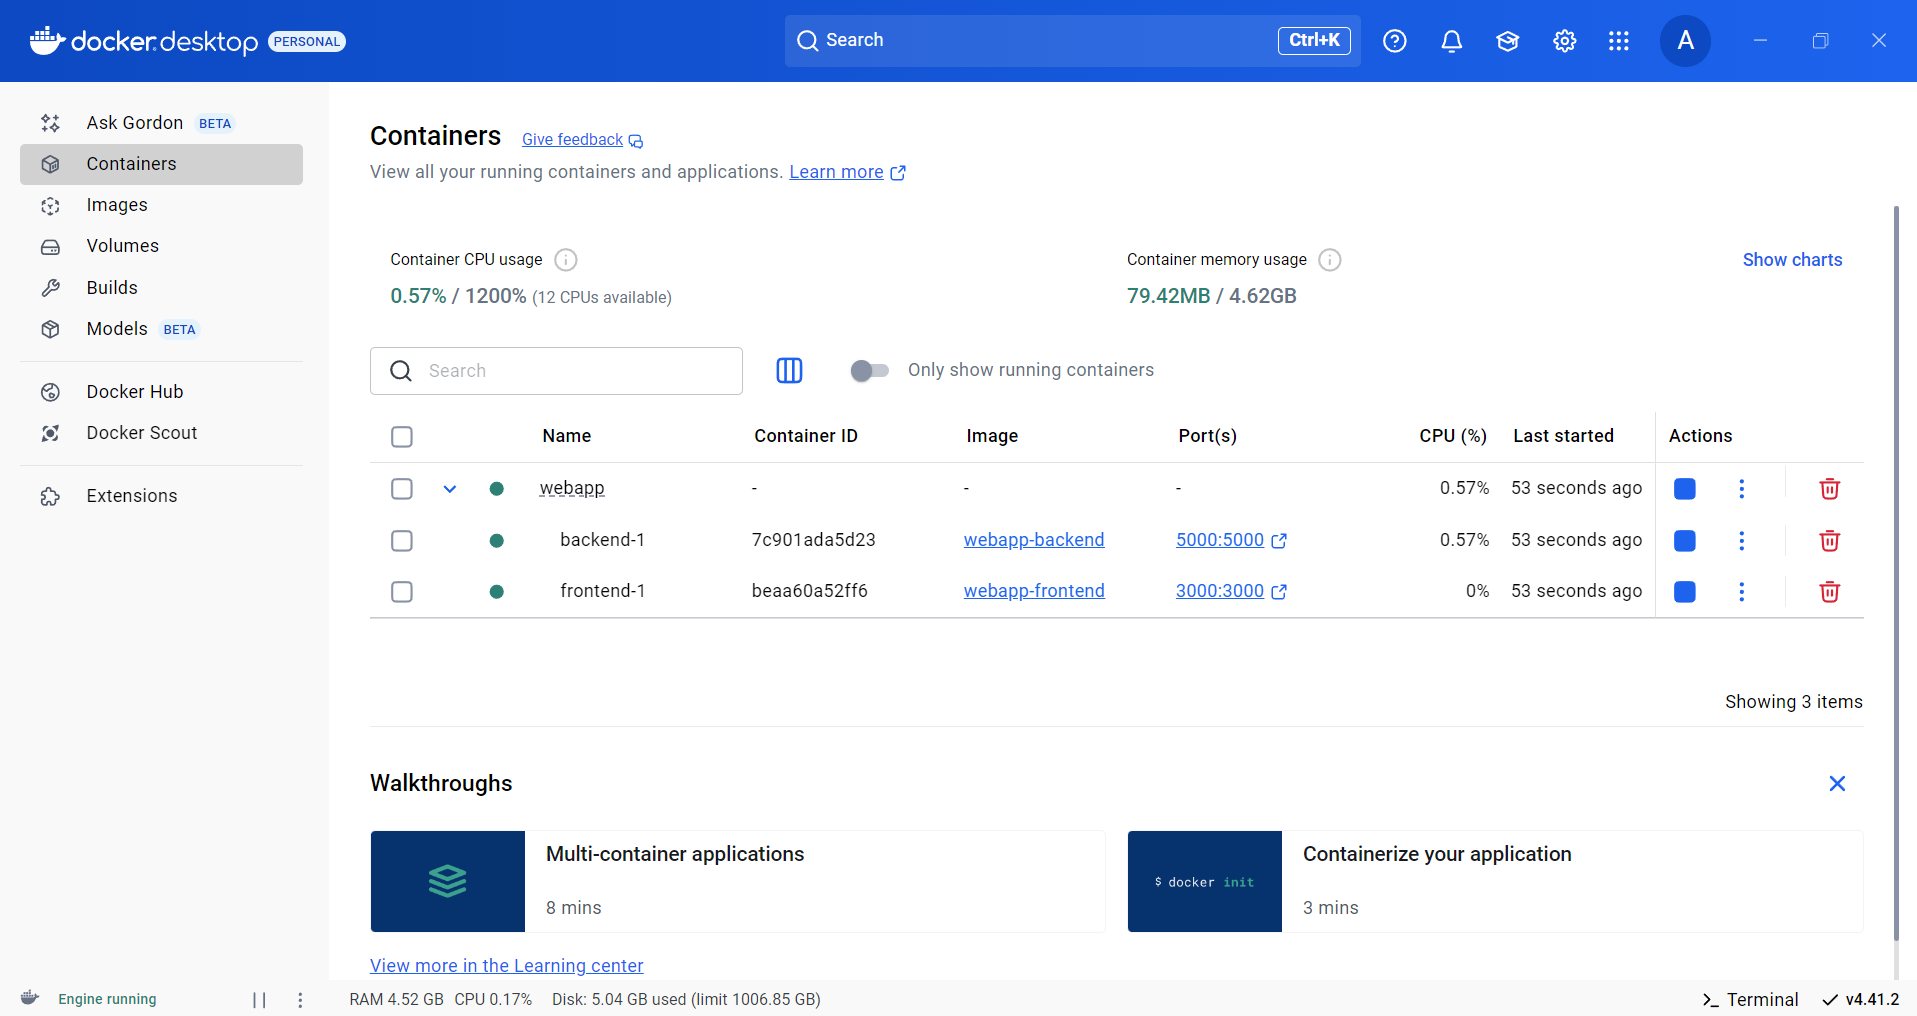 docker.desktop PERSONAL
Search Ctrl+K
A
Ask Gordon BETA
Containers
Images
Volumes
Builds
Models BETA
Docker Hub
Docker Scout
Extensions
Containers Give feedback
View all your running containers and applications. Learn more
Container CPU usage
0.57% / 1200% (12 CPUs available)
Container memory usage
79.42MB / 4.62GB
Show charts
Search
Only show running containers
Name Container ID Image Port(s) CPU (%) Last started Actions
webapp - - - 0.57% 53 seconds ago
backend-1 7c901ada5d23 webapp-backend 5000:5000 0.57% 53 seconds ago
frontend-1 beaa60a52ff6 webapp-frontend 3000:3000 0% 53 seconds ago
Showing 3 items
Walkthroughs
Multi-container applications
8 mins
$ docker init
Containerize your application
3 mins
View more in the Learning center
Engine running
RAM 4.52 GB CPU 0.17% Disk: 5.04 GB used (limit 1006.85 GB)
Terminal
v4.41.2